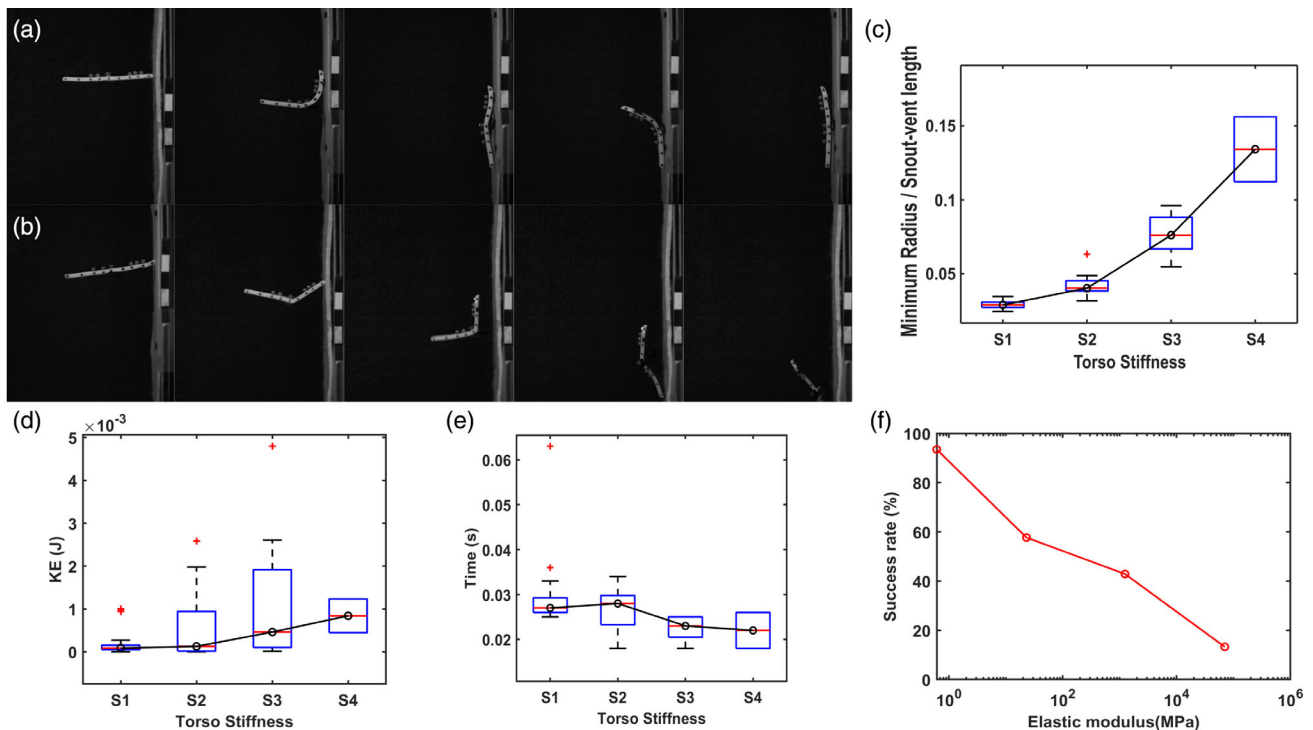 (a)
(b)
(c)
Minimum Radius / Snout-vent length
0.15
0.1
0.05
S1 S2 S3 S4
Torso Stiffness
(d)
×10⁻³
KE (J)
5
4
3
2
1
0
S1 S2 S3 S4
Torso Stiffness
(e)
Time (s)
0.06
0.05
0.04
0.03
0.02
S1 S2 S3 S4
Torso Stiffness
(f)
Success rate (%)
100
80
60
40
20
0
10⁰ 10² 10⁴ 10⁶
Elastic modulus(MPa)